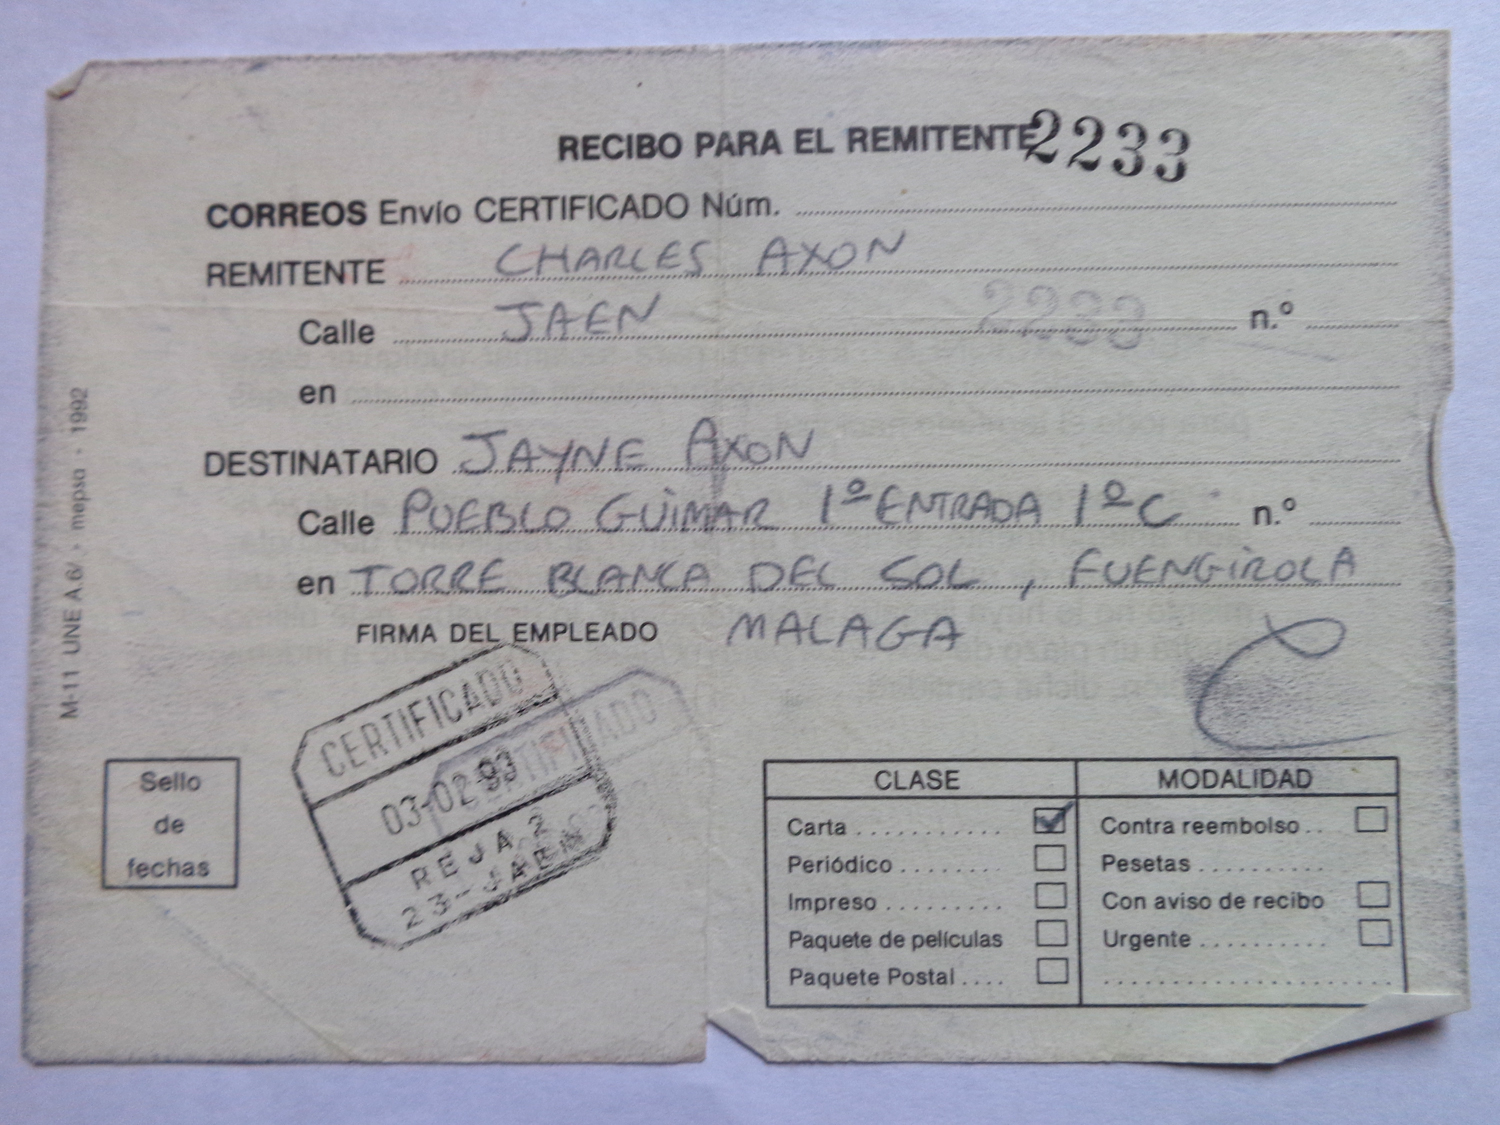 RECIBO PARA EL REMITENTE 2233
CORREOS Envío CERTIFICADO Núm.
REMITENTE CHARLES AXON
Calle JAEN n.º
2233
en
DESTINATARIO JAYNE AXON
Calle PUEBLO GUIMAR 1º ENTRADA 1º C n.º
en TORRE BLANCA DEL SOL, FUENGIROLA
MALAGA
FIRMA DEL EMPLEADO
M-11 UNE A.6/ - mepsa - 1992
Sello
de
fechas
CERTIFICADO
CERTIFICADO
03-02 93
REJA 2
23-JAEN
CLASE
Carta
Periódico
Impreso
Paquete de películas
Paquete Postal
MODALIDAD
Contra reembolso
Pesetas
Con aviso de recibo
Urgente